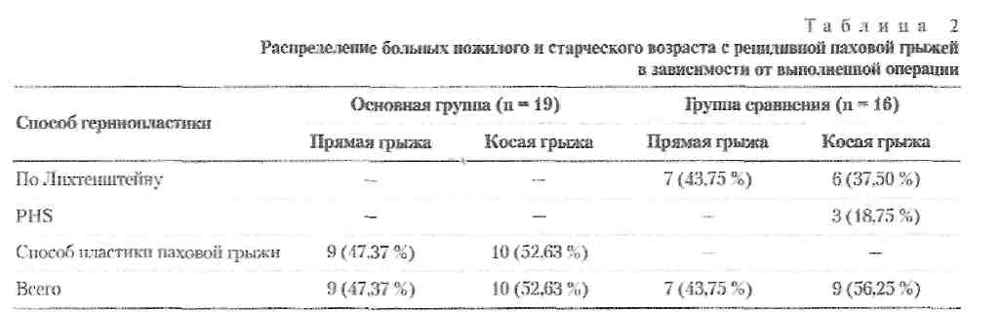 Таблица 2
Распределение больных пожилого и старческого возраста с рецидивной паховой грыжей
в зависимости от выполненной операции
Способ герниопластики Основная группа (n = 19) Группа сравнения (n = 16)
Прямая грыжа Косая грыжа Прямая грыжа Косая грыжа
По Лихтенштейну – – 7 (43,75 %) 6 (37,50 %)
PHS – – – 3 (18,75 %)
Способ пластики паховой грыжи 9 (47,37 %) 10 (52,63 %) – –
Всего 9 (47,37 %) 10 (52,63 %) 7 (43,75 %) 9 (56,25 %)